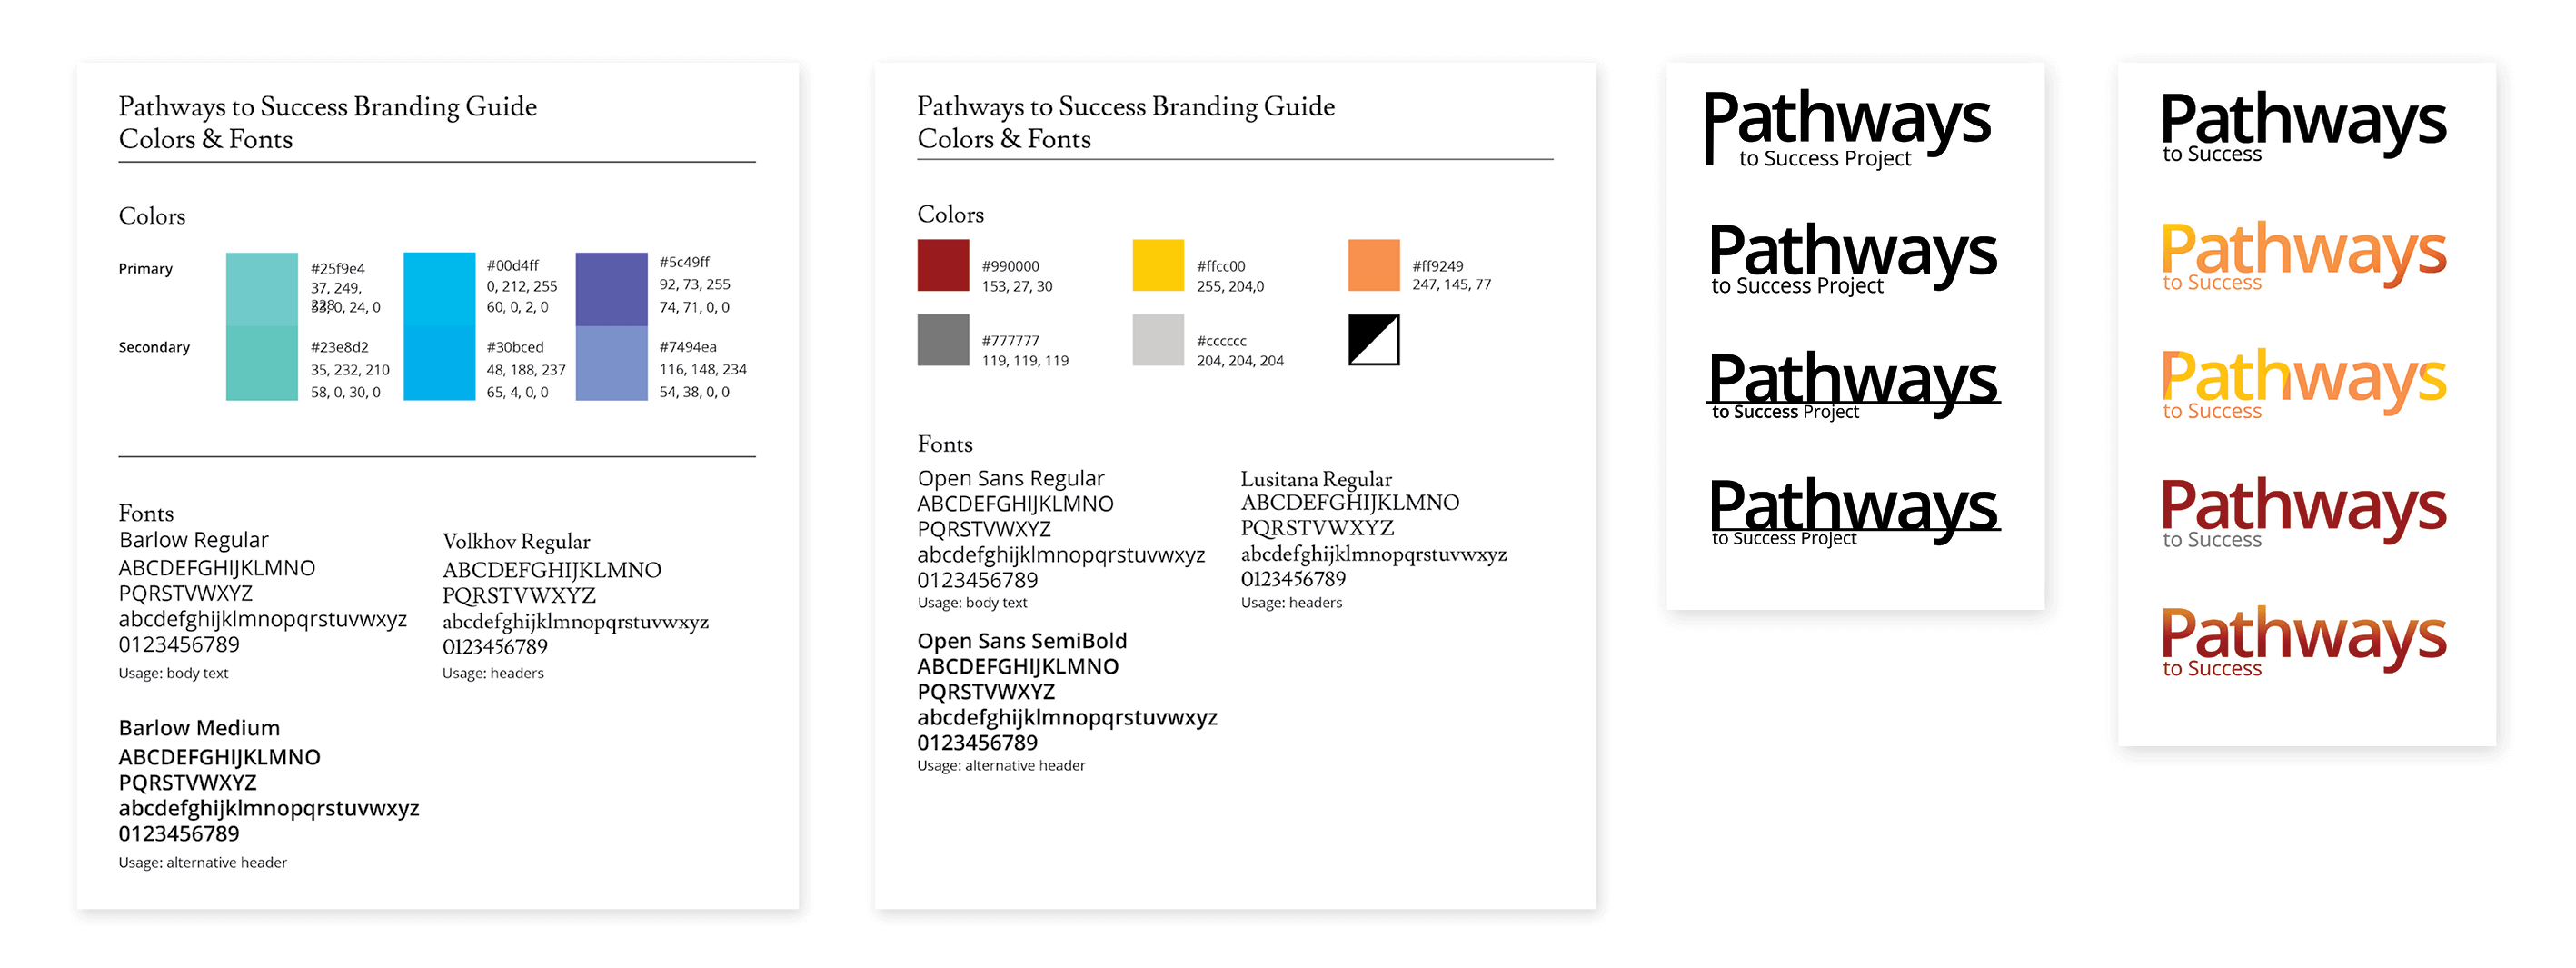 Pathways to Success Branding Guide
Colors & Fonts
Colors
Primary
#25f9e4
37, 249,
228
53, 0, 24, 0
#00d4ff
0, 212, 255
60, 0, 2, 0
#5c49ff
92, 73, 255
74, 71, 0, 0
Secondary
#23e8d2
35, 232, 210
58, 0, 30, 0
#30bced
48, 188, 237
65, 4, 0, 0
#7494ea
116, 148, 234
54, 38, 0, 0
Fonts
Barlow Regular
ABCDEFGHIJKLMNO
PQRSTVWXYZ
abcdefghijklmnopqrstuvwxyz
0123456789
Usage: body text
Volkhov Regular
ABCDEFGHIJKLMNO
PQRSTVWXYZ
abcdefghijklmnopqrstuvwxyz
0123456789
Usage: headers
Barlow Medium
ABCDEFGHIJKLMNO
PQRSTVWXYZ
abcdefghijklmnopqrstuvwxyz
0123456789
Usage: alternative header
Pathways to Success Branding Guide
Colors & Fonts
Colors
#990000
153, 27, 30
#ffcc00
255, 204,0
#ff9249
247, 145, 77
#777777
119, 119, 119
#cccccc
204, 204, 204
Fonts
Open Sans Regular
ABCDEFGHIJKLMNO
PQRSTVWXYZ
abcdefghijklmnopqrstuvwxyz
0123456789
Usage: body text
Lusitana Regular
ABCDEFGHIJKLMNO
PQRSTVWXYZ
abcdefghijklmnopqrstuvwxyz
0123456789
Usage: headers
Open Sans SemiBold
ABCDEFGHIJKLMNO
PQRSTVWXYZ
abcdefghijklmnopqrstuvwxyz
0123456789
Usage: alternative header
Pathways
to Success Project
Pathways
to Success Project
Pathways
to Success Project
Pathways
to Success Project
Pathways
to Success
Pathways
to Success
Pathways
to Success
Pathways
to Success
Pathways
to Success